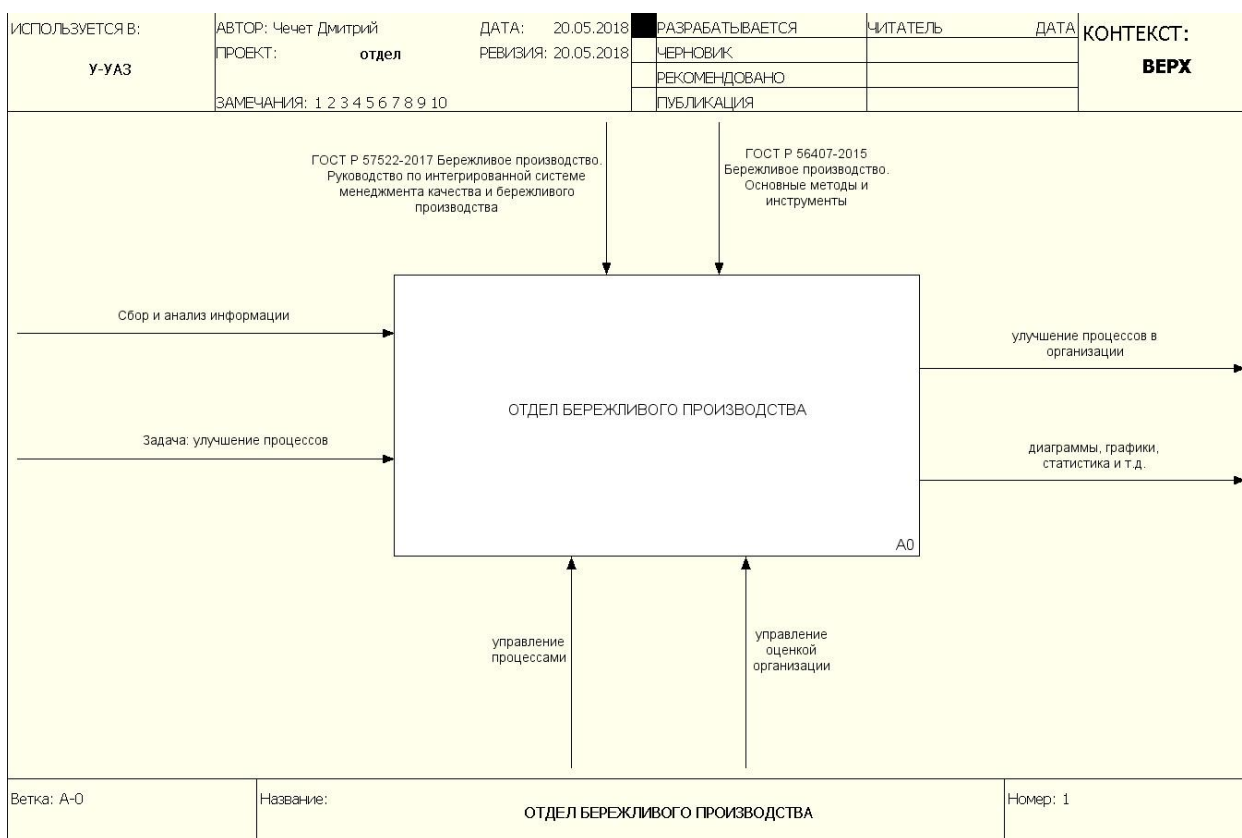 ИСПОЛЬЗУЕТСЯ В:
У-УАЗ
АВТОР: Чечет Дмитрий
ДАТА: 20.05.2018
ПРОЕКТ: отдел
РЕВИЗИЯ: 20.05.2018
ЗАМЕЧАНИЯ: 1 2 3 4 5 6 7 8 9 10
РАЗРАБАТЫВАЕТСЯ
ЧЕРНОВИК
РЕКОМЕНДОВАНО
ПУБЛИКАЦИЯ
ЧИТАТЕЛЬ
ДАТА
КОНТЕКСТ:
ВЕРХ
ГОСТ Р 57522-2017 Бережливое производство.
Руководство по интегрированной системе
менеджмента качества и бережливого
производства
ГОСТ Р 56407-2015
Бережливое производство.
Основные методы и
инструменты
Сбор и анализ информации
Задача: улучшение процессов
ОТДЕЛ БЕРЕЖЛИВОГО ПРОИЗВОДСТВА
A0
улучшение процессов в
организации
диаграммы, графики,
статистика и т.д.
управление
процессами
управление
оценкой
организации
Ветка: A-0
Название:
ОТДЕЛ БЕРЕЖЛИВОГО ПРОИЗВОДСТВА
Номер: 1